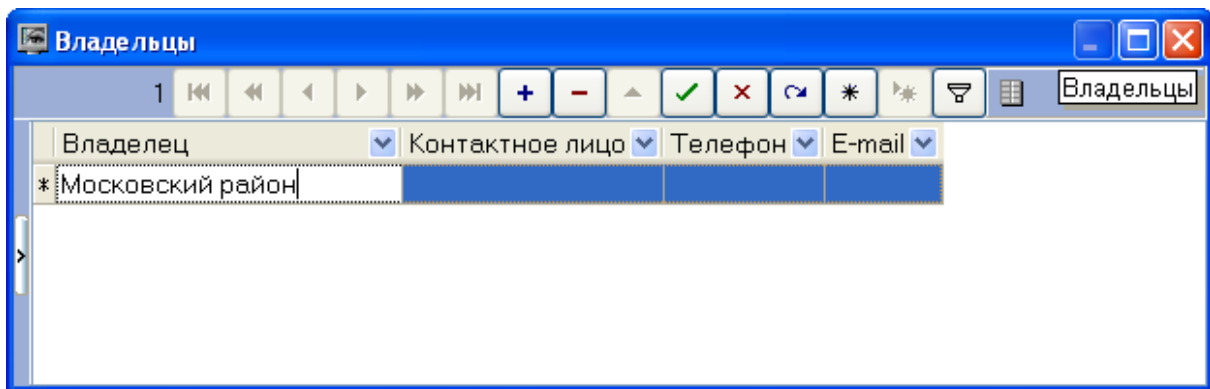 Владельцы
1
Владельцы
Владелец Контактное лицо Телефон E-mail
* Московский район